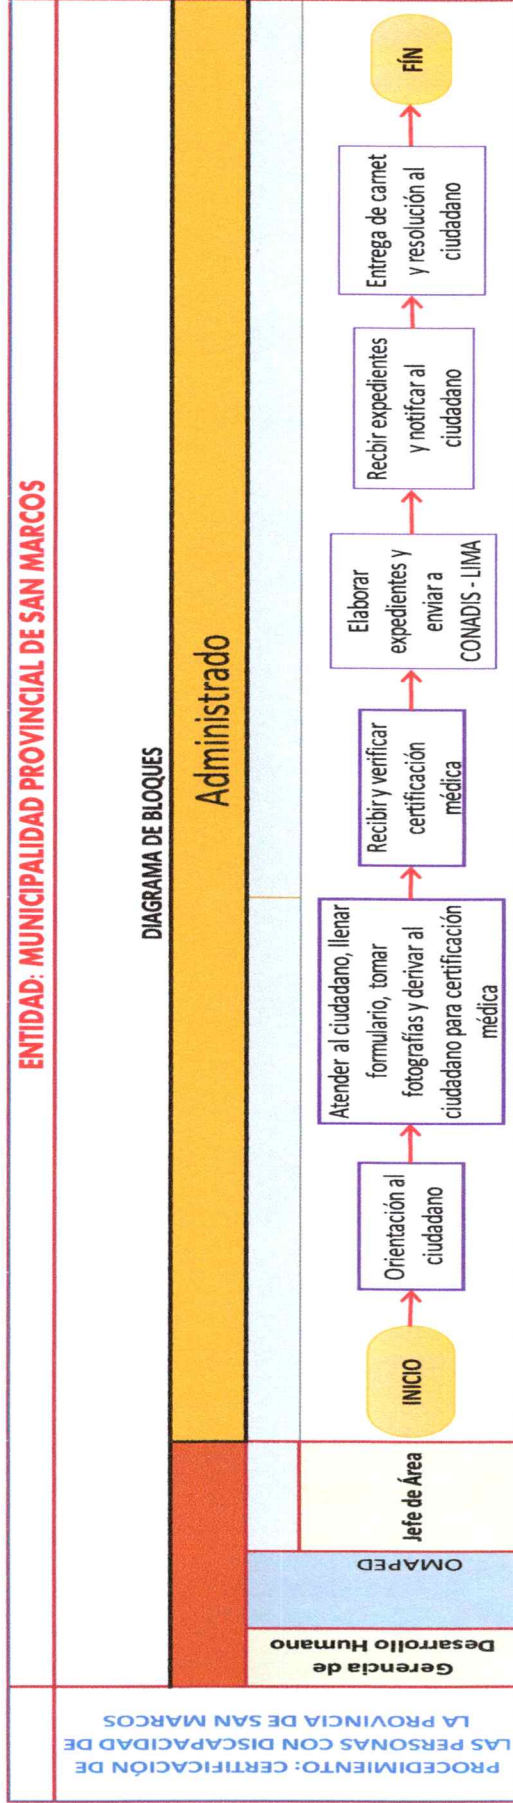 ENTIDAD: MUNICIPALIDAD PROVINCIAL DE SAN MARCOS
PROCEDIMIENTO: CERTIFICACIÓN DE
LAS PERSONAS CON DISCAPACIDAD DE
LA PROVINCIA DE SAN MARCOS
DIAGRAMA DE BLOQUES
Administrado
Gerencia de
Desarrollo Humano
OMAPED
Jefe de Área
INICIO
Orientación al
ciudadano
Atender al ciudadano, llenar
formulario, tomar
fotografías y derivar al
ciudadano para certificación
médica
Recibir y verificar
certificación
médica
Elaborar
expedientes y
enviar a
CONADIS - LIMA
Recbir expedientes
y notifcar al
ciudadano
Entrega de carnet
y resolución al
ciudadano
FÍN